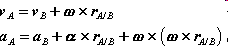 v_A = v_B + ω × r_{A/B}
a_A = a_B + α × r_{A/B} + ω × (ω × r_{A/B})